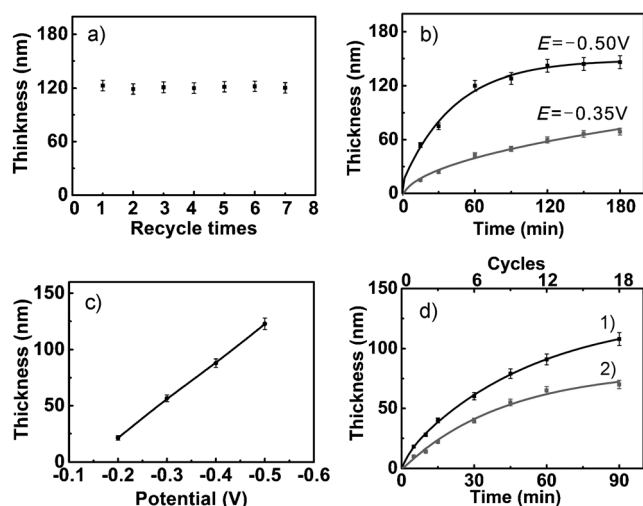 a)
Thinkness (nm)
180
120
60
0
0 1 2 3 4 5 6 7 8
Recycle times
b)
Thickness (nm)
180
120
60
0
E=−0.50V
E=−0.35V
0 60 120 180
Time (min)
c)
Thickness (nm)
150
100
50
0
-0.1 -0.2 -0.3 -0.4 -0.5 -0.6
Potential (V)
Cycles
0 6 12 18
d)
Thickness (nm)
150
100
50
0
1)
2)
0 30 60 90
Time (min)